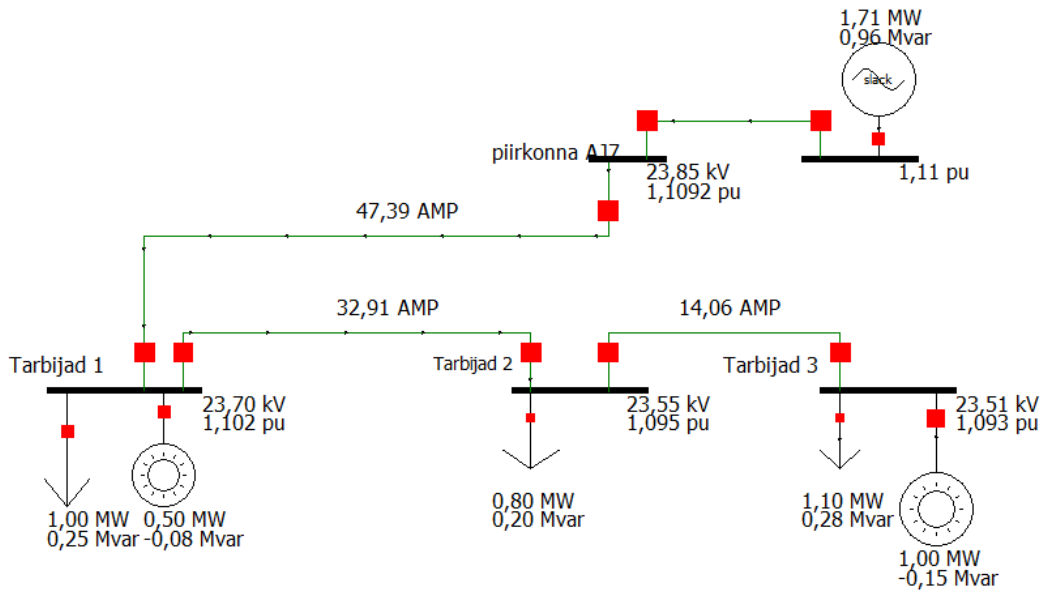 1,71 MW
0,96 Mvar
slack
piirkonna AJ7
23,85 kV
1,1092 pu
1,11 pu
47,39 AMP
32,91 AMP
14,06 AMP
Tarbijad 1
Tarbijad 2
Tarbijad 3
23,70 kV
1,102 pu
23,55 kV
1,095 pu
23,51 kV
1,093 pu
1,00 MW
0,25 Mvar
0,50 MW
-0,08 Mvar
0,80 MW
0,20 Mvar
1,10 MW
0,28 Mvar
1,00 MW
-0,15 Mvar